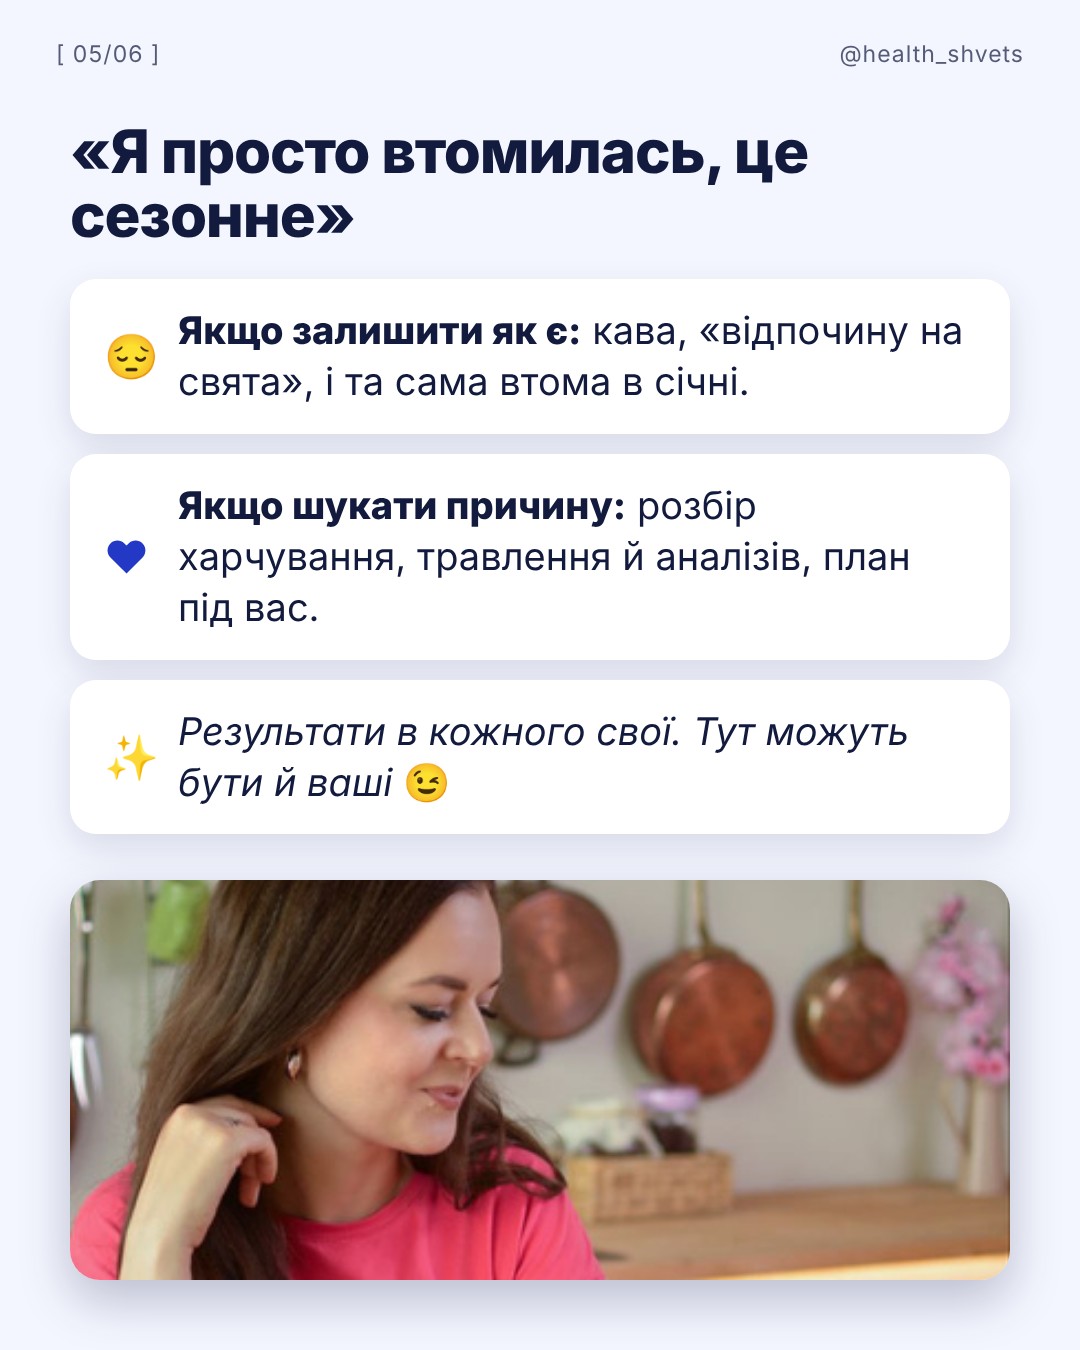 [ 05/06 ]
@health_shvets
«Я просто втомилась, це
сезонне»
😔 Якщо залишити як є: кава, «відпочину на
свята», і та сама втома в січні.
💙 Якщо шукати причину: розбір
харчування, травлення й аналізів, план
під вас.
✨ Результати в кожного свої. Тут можуть
бути й ваші 😉